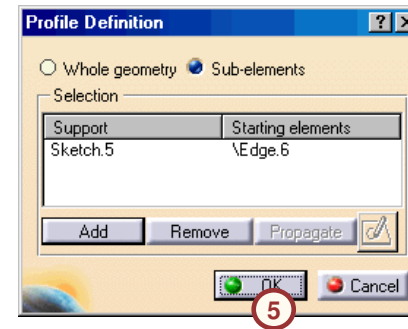 Profile Definition ? X
Whole geometry Sub-elements
Selection
Support Starting elements
Sketch.5 \Edge.6
Add Remove Propagate
OK Cancel
5